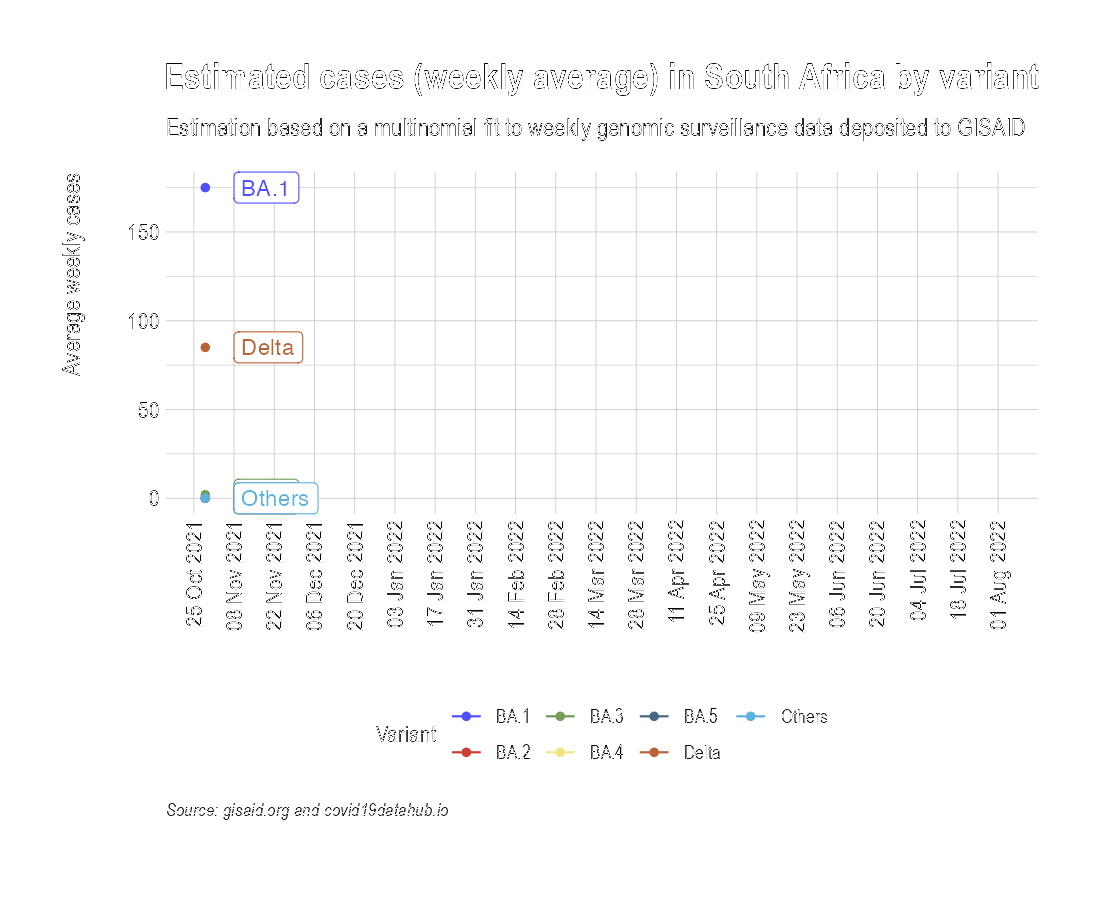 Estimated cases (weekly average) in South Africa by variant
Estimation based on a multinomial fit to weekly genomic surveillance data deposited to GISAID
Average weekly cases
BA.1
150
100
Delta
50
0
Others
25 Oct 2021
08 Nov 2021
22 Nov 2021
06 Dec 2021
20 Dec 2021
03 Jan 2022
17 Jan 2022
31 Jan 2022
14 Feb 2022
28 Feb 2022
14 Mar 2022
28 Mar 2022
11 Apr 2022
25 Apr 2022
09 May 2022
23 May 2022
06 Jun 2022
20 Jun 2022
04 Jul 2022
18 Jul 2022
01 Aug 2022
Variant
BA.1 BA.3 BA.5 Others
BA.2 BA.4 Delta
Source: gisaid.org and covid19datahub.io